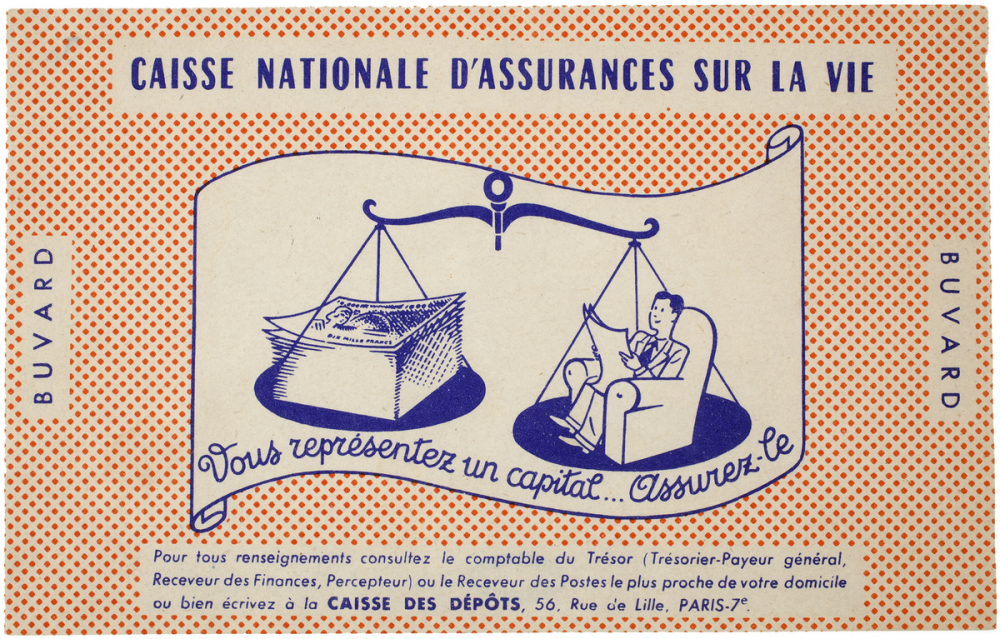 CAISSE NATIONALE D'ASSURANCES SUR LA VIE
BUVARD
BUVARD
DIX MILLE FRANCS
Vous représentez un capital... Assurez-le
Pour tous renseignements consultez le comptable du Trésor (Trésorier-Payeur général,
Receveur des Finances, Percepteur) ou le Receveur des Postes le plus proche de votre domicile
ou bien écrivez à la CAISSE DES DÉPÔTS, 56, Rue de Lille, PARIS-7e.